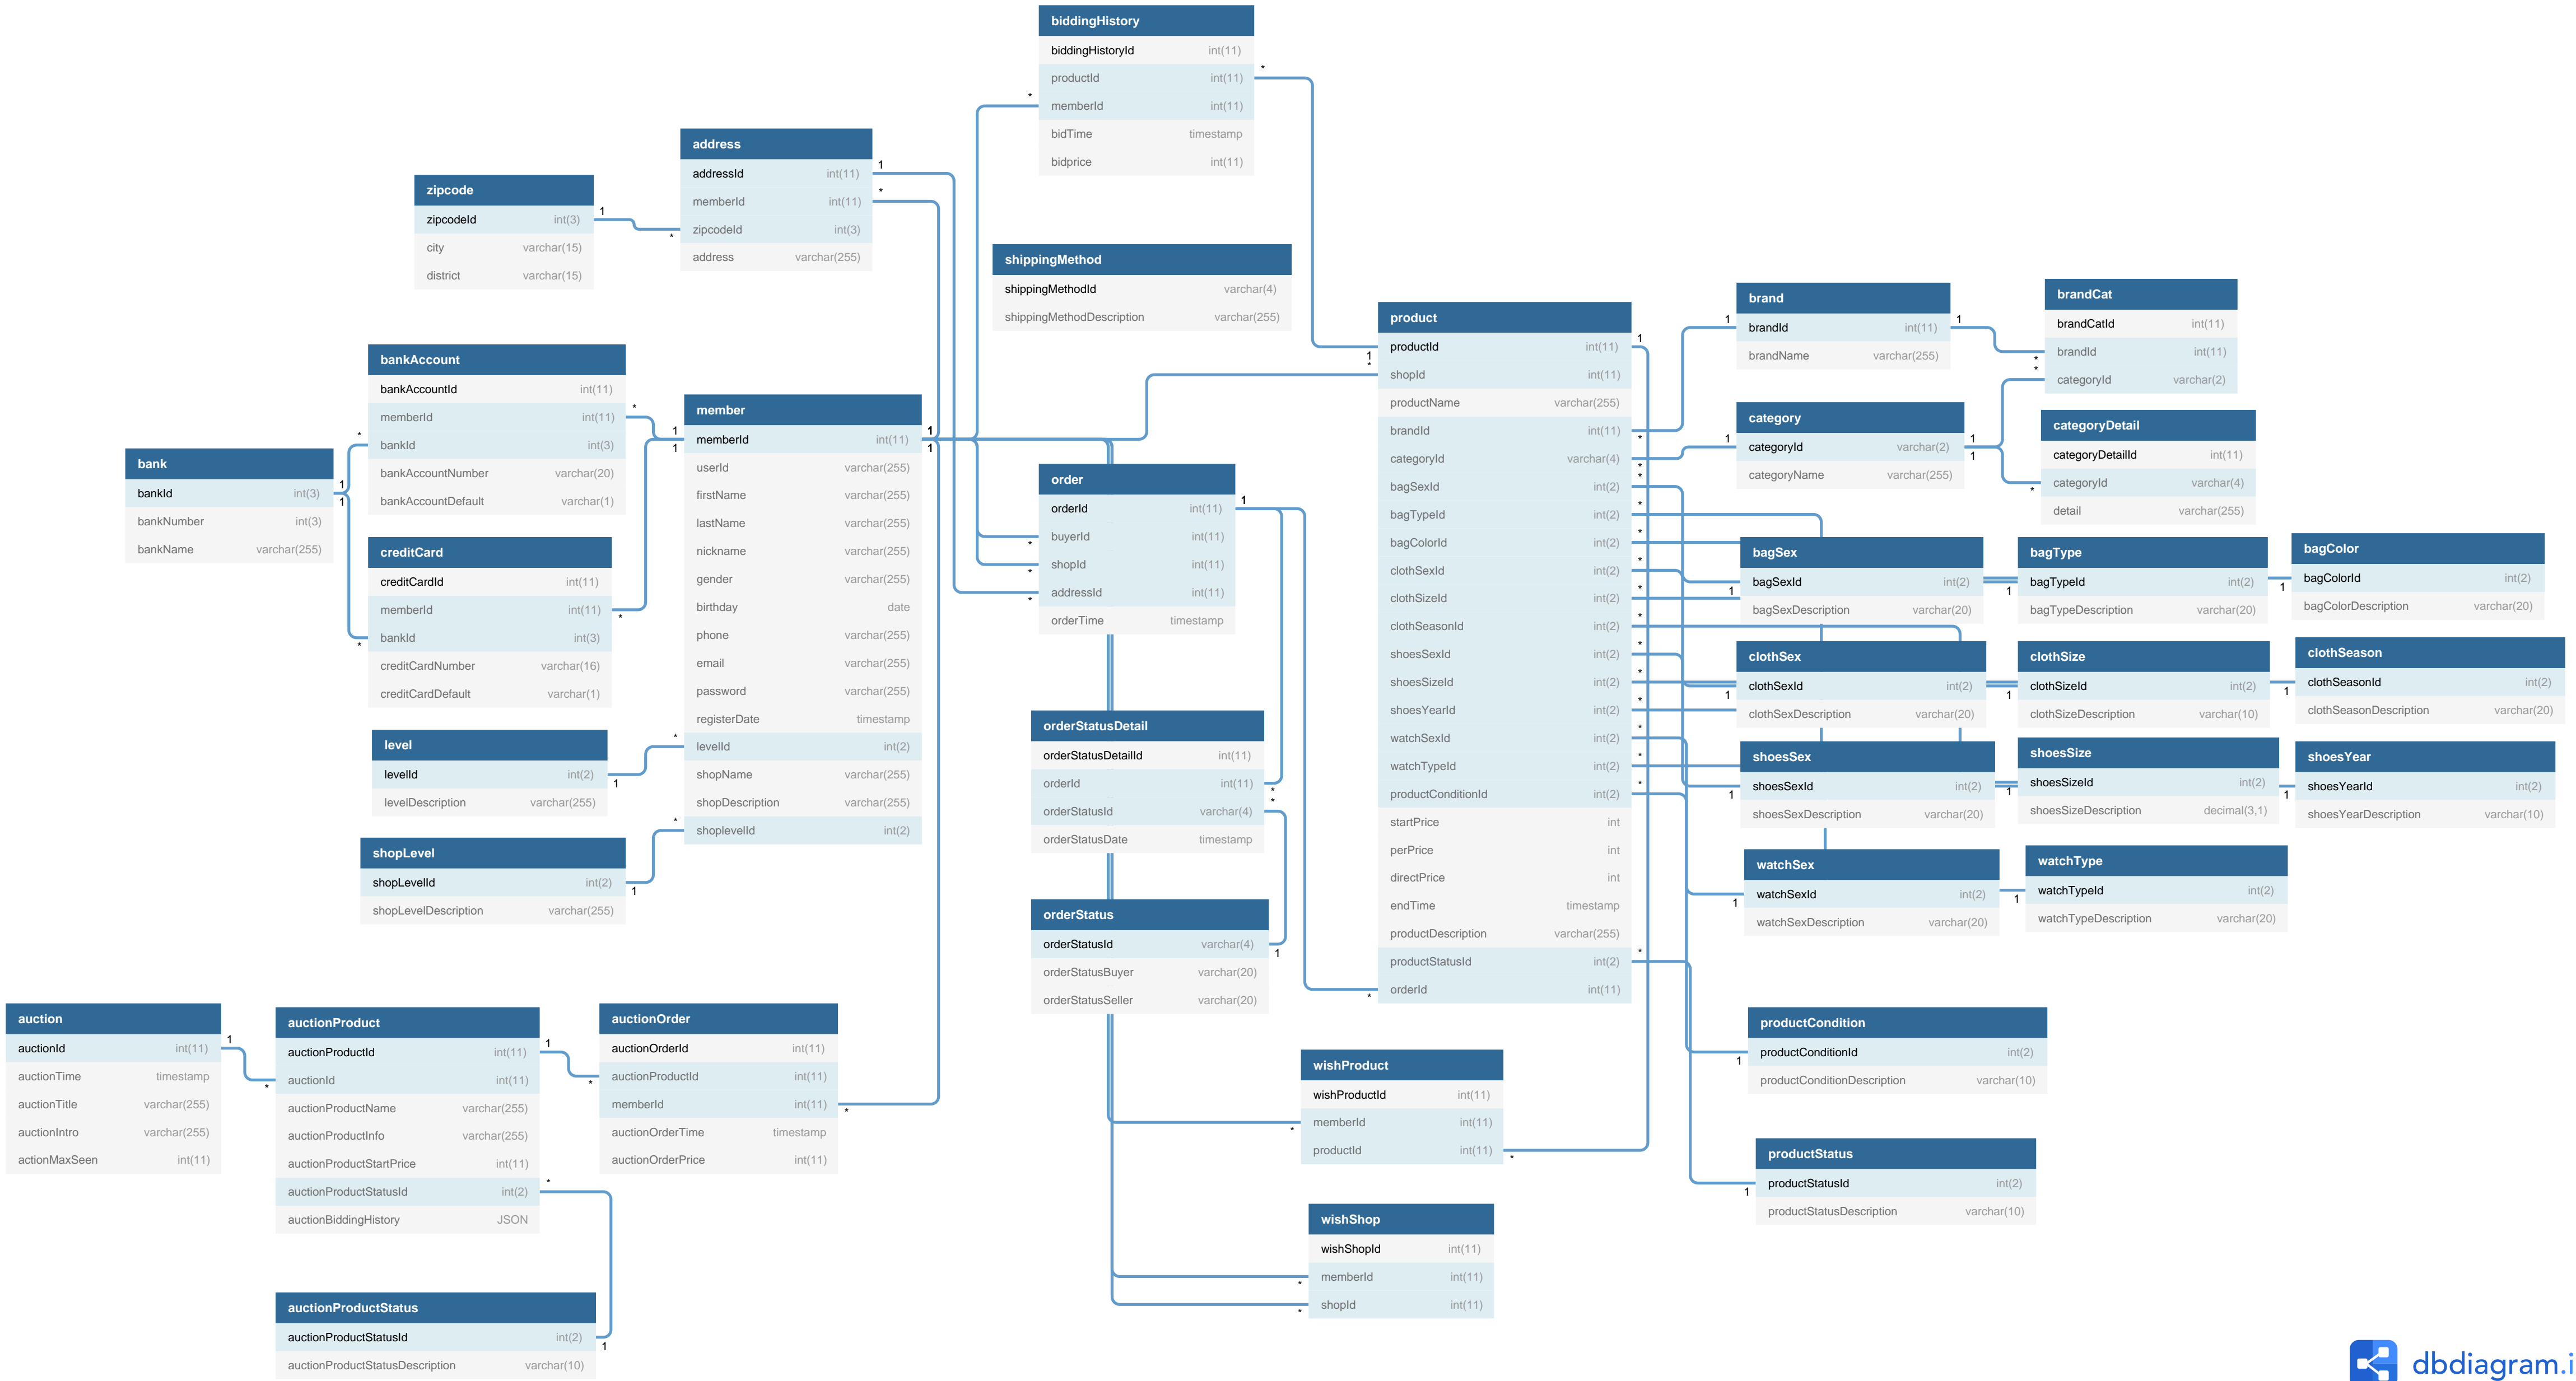 biddingHistory
biddingHistoryId int(11)
productId int(11)
memberId int(11)
bidTime timestamp
bidprice int(11)
address
addressId int(11)
memberId int(11)
zipcodeId int(3)
address varchar(255)
zipcode
zipcodeId int(3)
city varchar(15)
district varchar(15)
shippingMethod
shippingMethodId varchar(4)
shippingMethodDescription varchar(255)
bankAccount
bankAccountId int(11)
memberId int(11)
bankId int(3)
bankAccountNumber varchar(20)
bankAccountDefault varchar(1)
bank
bankId int(3)
bankNumber int(3)
bankName varchar(255)
creditCard
creditCardId int(11)
memberId int(11)
bankId int(3)
creditCardNumber varchar(16)
creditCardDefault varchar(1)
level
levelId int(2)
levelDescription varchar(255)
shopLevel
shopLevelId int(2)
shopLevelDescription varchar(255)
member
memberId int(11)
userId varchar(255)
firstName varchar(255)
lastName varchar(255)
nickname varchar(255)
gender varchar(255)
birthday date
phone varchar(255)
email varchar(255)
password varchar(255)
registerDate timestamp
levelId int(2)
shopName varchar(255)
shopDescription varchar(255)
shoplevelId int(2)
order
orderId int(11)
buyerId int(11)
shopId int(11)
addressId int(11)
orderTime timestamp
orderStatusDetail
orderStatusDetailId int(11)
orderId int(11)
orderStatusId varchar(4)
orderStatusDate timestamp
orderStatus
orderStatusId varchar(4)
orderStatusBuyer varchar(20)
orderStatusSeller varchar(20)
product
productId int(11)
shopId int(11)
productName varchar(255)
brandId int(11)
categoryId varchar(4)
bagSexId int(2)
bagTypeId int(2)
bagColorId int(2)
clothSexId int(2)
clothSizeId int(2)
clothSeasonId int(2)
shoesSexId int(2)
shoesSizeId int(2)
shoesYearId int(2)
watchSexId int(2)
watchTypeId int(2)
productConditionId int(2)
startPrice int
perPrice int
directPrice int
endTime timestamp
productDescription varchar(255)
productStatusId int(2)
orderId int(11)
brand
brandId int(11)
brandName varchar(255)
brandCat
brandCatId int(11)
brandId int(11)
categoryId varchar(2)
category
categoryId varchar(2)
categoryName varchar(255)
categoryDetail
categoryDetailId int(11)
categoryId varchar(4)
detail varchar(255)
bagSex
bagSexId int(2)
bagSexDescription varchar(20)
bagType
bagTypeId int(2)
bagTypeDescription varchar(20)
bagColor
bagColorId int(2)
bagColorDescription varchar(20)
clothSex
clothSexId int(2)
clothSexDescription varchar(20)
clothSize
clothSizeId int(2)
clothSizeDescription varchar(10)
clothSeason
clothSeasonId int(2)
clothSeasonDescription varchar(20)
shoesSex
shoesSexId int(2)
shoesSexDescription varchar(20)
shoesSize
shoesSizeId int(2)
shoesSizeDescription decimal(3,1)
shoesYear
shoesYearId int(2)
shoesYearDescription varchar(10)
watchSex
watchSexId int(2)
watchSexDescription varchar(20)
watchType
watchTypeId int(2)
watchTypeDescription varchar(20)
auction
auctionId int(11)
auctionTime timestamp
auctionTitle varchar(255)
auctionIntro varchar(255)
actionMaxSeen int(11)
auctionProduct
auctionProductId int(11)
auctionId int(11)
auctionProductName varchar(255)
auctionProductInfo varchar(255)
auctionProductStartPrice int(11)
auctionProductStatusId int(2)
auctionBiddingHistory JSON
auctionOrder
auctionOrderId int(11)
auctionProductId int(11)
memberId int(11)
auctionOrderTime timestamp
auctionOrderPrice int(11)
auctionProductStatus
auctionProductStatusId int(2)
auctionProductStatusDescription varchar(10)
wishProduct
wishProductId int(11)
memberId int(11)
productId int(11)
wishShop
wishShopId int(11)
memberId int(11)
shopId int(11)
productCondition
productConditionId int(2)
productConditionDescription varchar(10)
productStatus
productStatusId int(2)
productStatusDescription varchar(10)
dbdiagram.i